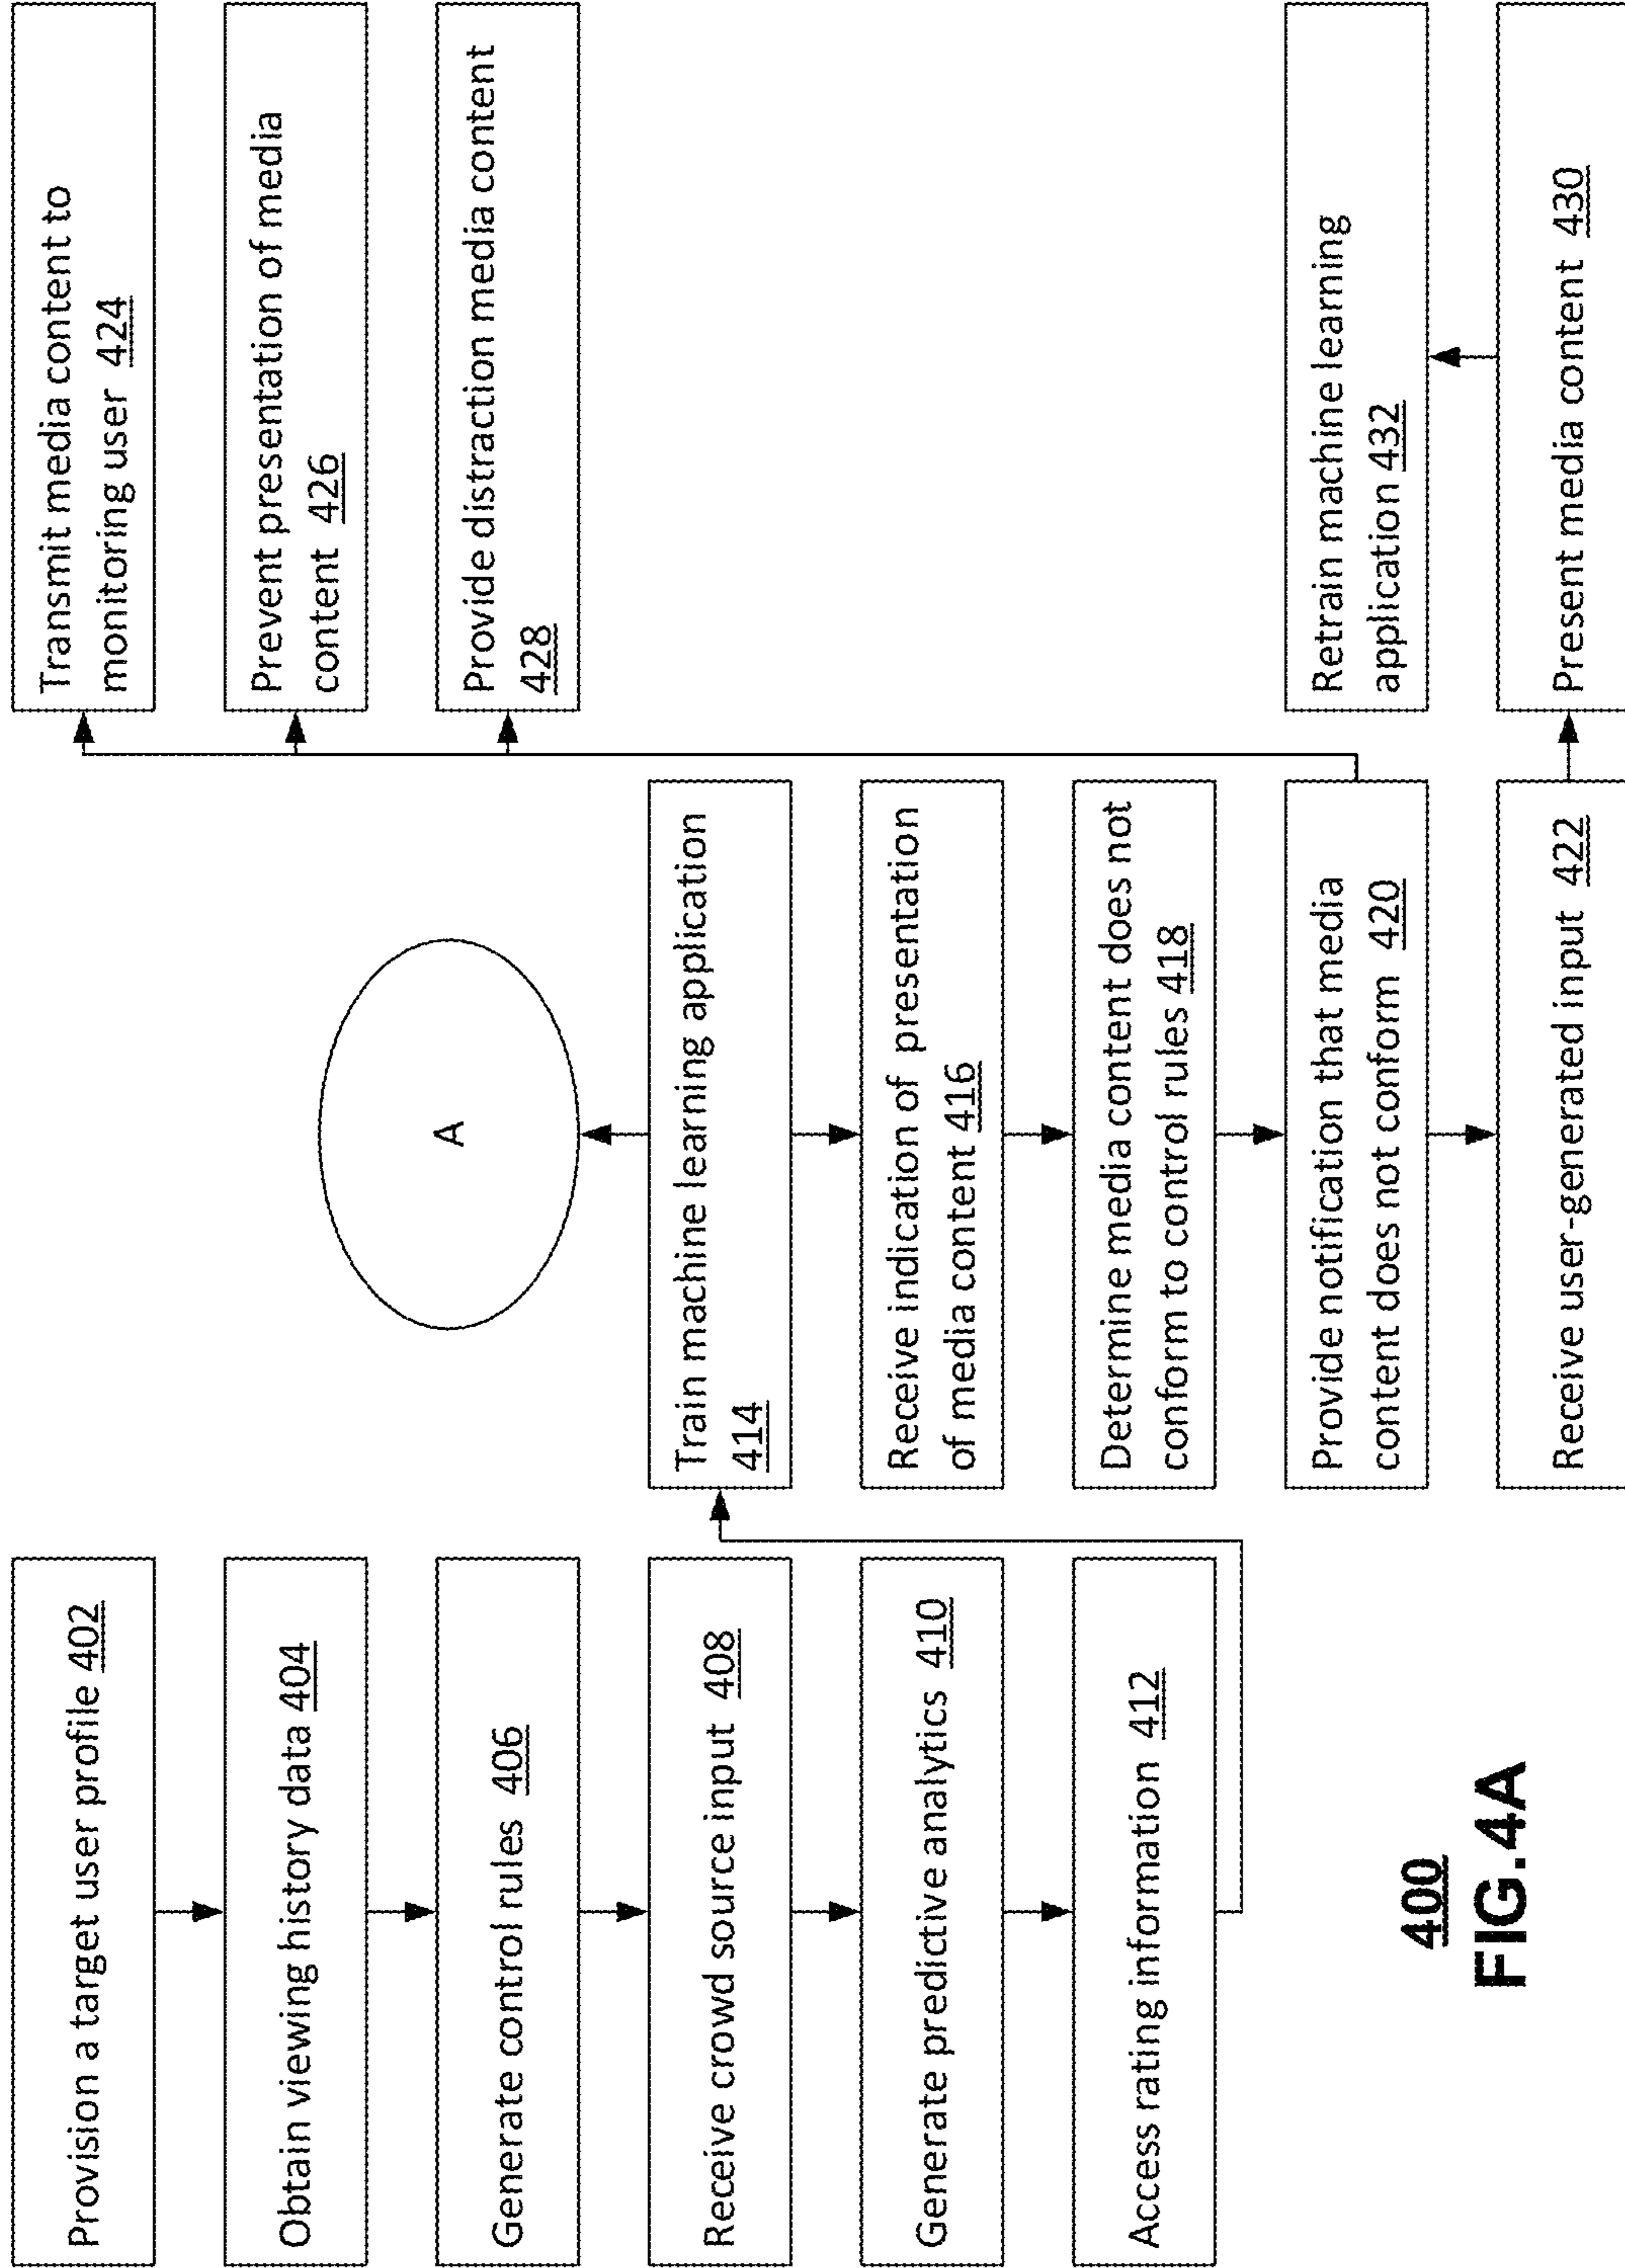 Provision a target user profile 402
Obtain viewing history data 404
Generate control rules 406
Receive crowd source input 408
Generate predictive analytics 410
Access rating information 412
A
Train machine learning application
414
Receive indication of presentation
of media content 416
Determine media content does not
conform to control rules 418
Provide notification that media
content does not conform 420
Receive user-generated input 422
Transmit media content to
monitoring user 424
Prevent presentation of media
content 426
Provide distraction media content
428
Retrain machine learning
application 432
Present media content 430
400
FIG.4A